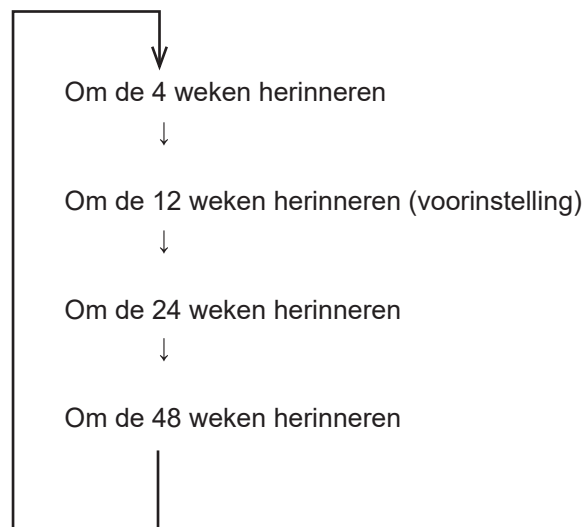 Om de 4 weken herinneren
↓
Om de 12 weken herinneren (voorinstelling)
↓
Om de 24 weken herinneren
↓
Om de 48 weken herinneren